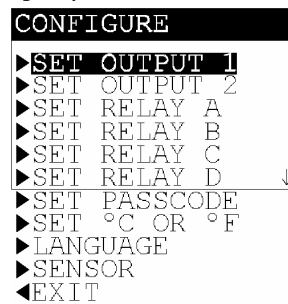 CONFIGURE
▶SET OUTPUT 1
▶SET OUTPUT 2
▶SET RELAY A
▶SET RELAY B
▶SET RELAY C
▶SET RELAY D ↓
▶SET PASSCODE
▶SET °C OR °F
▶LANGUAGE
▶SENSOR
◀EXIT